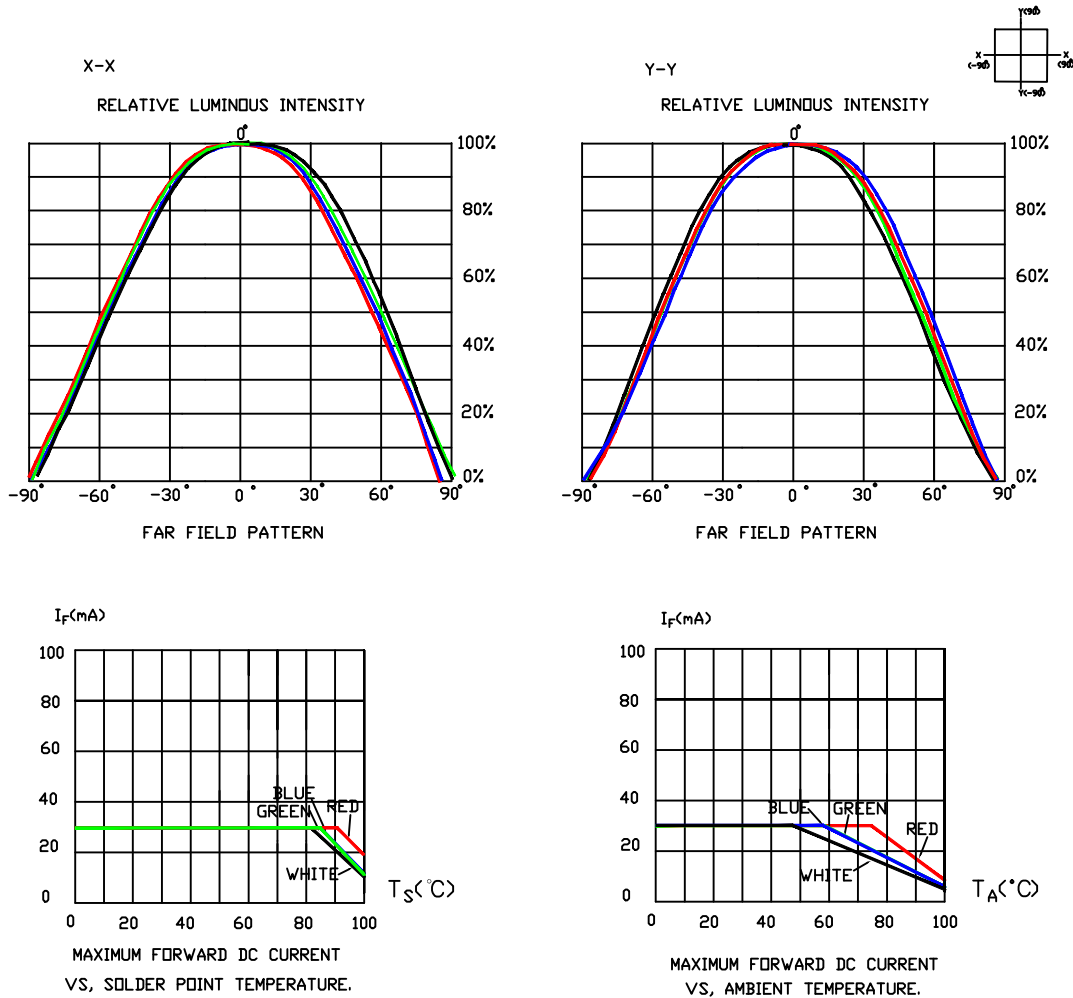 Y(90°)
X X
(-90°) (90°)
Y(-90°)
X-X
RELATIVE LUMINOUS INTENSITY
0°
100%
80%
60%
40%
20%
0%
-90° -60° -30° 0° 30° 60° 90°
FAR FIELD PATTERN
Y-Y
RELATIVE LUMINOUS INTENSITY
0°
100%
80%
60%
40%
20%
0%
-90° -60° -30° 0° 30° 60° 90°
FAR FIELD PATTERN
IF(mA)
100
80
60
40
20
0
BLUE
GREEN RED
WHITE
0 20 40 60 80 100
TS(°C)
MAXIMUM FORWARD DC CURRENT
VS, SOLDER POINT TEMPERATURE.
IF(mA)
100
80
60
40
20
0
BLUE GREEN
RED
WHITE
0 20 40 60 80 100
TA(°C)
MAXIMUM FORWARD DC CURRENT
VS, AMBIENT TEMPERATURE.